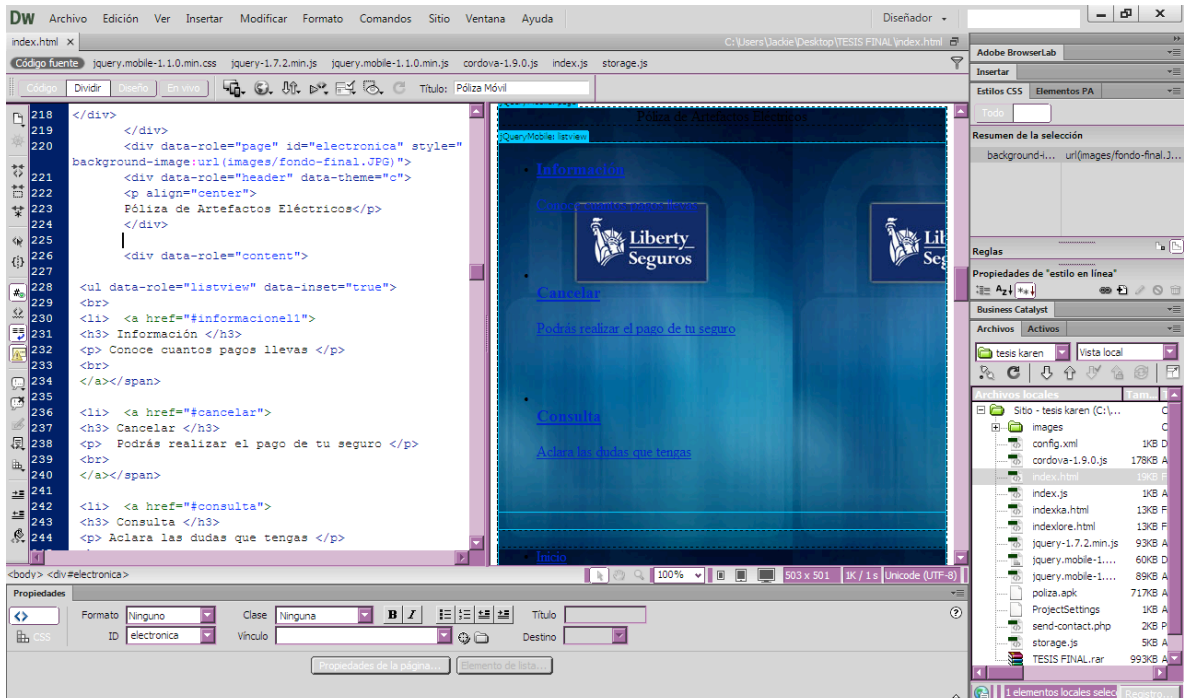 DW Archivo Edición Ver Insertar Modificar Formato Comandos Sitio Ventana Ayuda Diseñador
index.html × C:\Users\Jackie\Desktop\TESIS FINAL\index.html
Código fuente jquery.mobile-1.1.0.min.css jquery-1.7.2.min.js jquery.mobile-1.1.0.min.js cordova-1.9.0.js index.js storage.js
Código Dividir Diseño En vivo Título: Póliza Móvil
218 </div>
219 </div>
220 <div data-role="page" id="electronica" style="
background-image:url(images/fondo-final.JPG)">
221 <div data-role="header" data-theme="c">
222 <p align="center">
223 Póliza de Artefactos Eléctricos</p>
224 </div>
225
226 <div data-role="content">
227
228 <ul data-role="listview" data-inset="true">
229 <br>
230 <li> <a href="#informacionel1">
231 <h3> Información </h3>
232 <p> Conoce cuantos pagos llevas </p>
233 <br>
234 </a></span>
235
236 <li> <a href="#cancelar">
237 <h3> Cancelar </h3>
238 <p> Podrás realizar el pago de tu seguro </p>
239 <br>
240 </a></span>
241
242 <li> <a href="#consulta">
243 <h3> Consulta </h3>
244 <p> Aclara las dudas que tengas </p>
Póliza de Artefactos Eléctricos
jQueryMobile: listview
Información
Conoce cuantos pagos llevas
Liberty
Seguros
Lib
Seg
Cancelar
Podrás realizar el pago de tu seguro
Consulta
Aclara las dudas que tengas
Inicio
<body> <div#electronica> 100% 503 x 501 1K / 1 s Unicode (UTF-8)
Propiedades
<> Formato Ninguno Clase Ninguna B I Título
CSS ID electronica Vínculo Destino
Propiedades de la página... Elemento de lista...
Adobe BrowserLab
Insertar
Estilos CSS Elementos PA
Todo
Resumen de la selección
background-i... url(images/fondo-final.J...
Reglas
Propiedades de "estilo en línea"
Business Catalyst
Archivos Activos
tesis karen Vista local
Archivos locales Tam... T
Sitio - tesis karen (C:\... C
images C
config.xml 1KB D
cordova-1.9.0.js 178KB A
index.html 19KB F
index.js 1KB A
indexka.html 13KB F
indexlore.html 13KB F
jquery-1.7.2.min.js 93KB A
jquery.mobile-1.... 60KB D
jquery.mobile-1.... 89KB A
poliza.apk 717KB A
ProjectSettings 1KB A
send-contact.php 2KB P
storage.js 5KB A
TESIS FINAL.rar 993KB A
1 elementos locales selecc Registro...